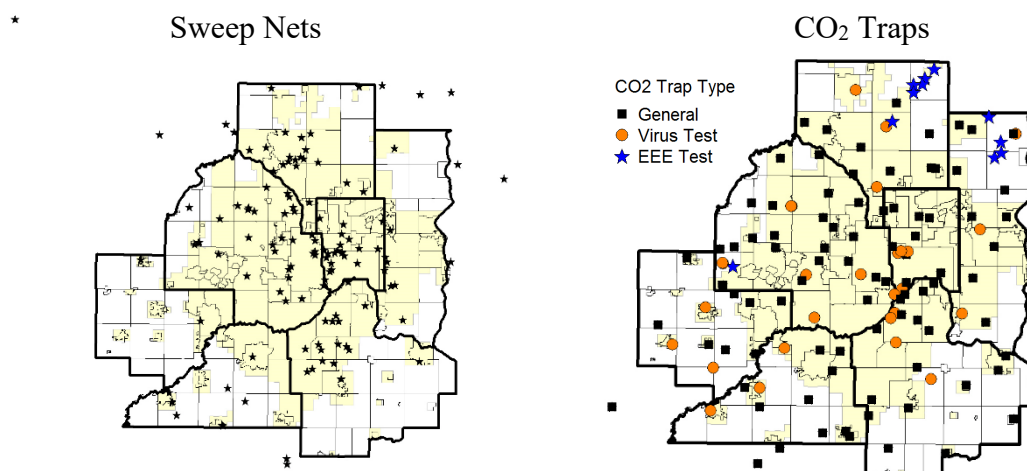 Sweep Nets
CO₂ Traps
CO2 Trap Type
General
Virus Test
EEE Test